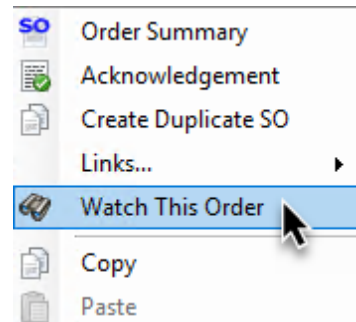 SO Order Summary
Acknowledgement
Create Duplicate SO
Links...
Watch This Order
Copy
Paste